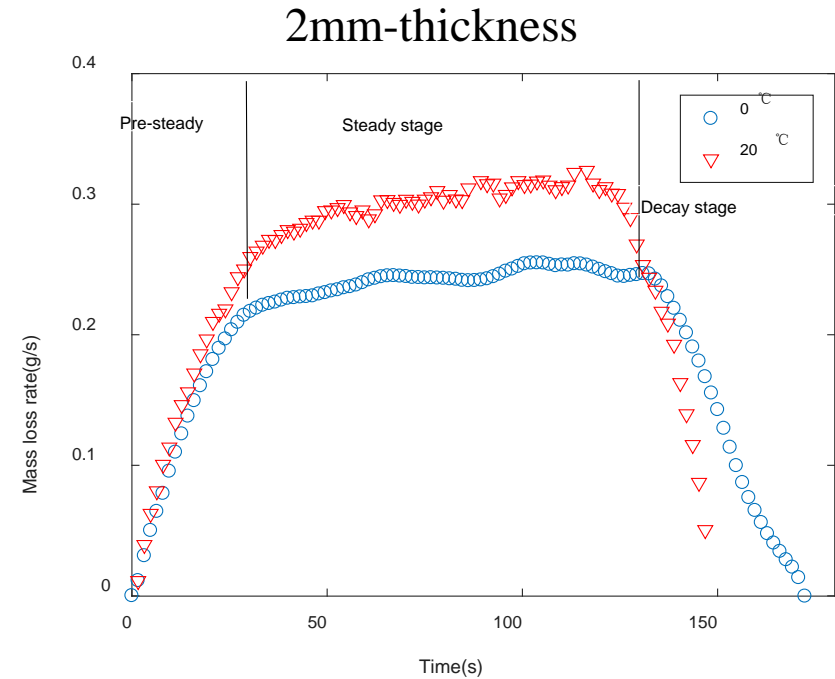 2mm-thickness
0.4
Pre-steady
Steady stage
0 ℃
20 ℃
0.3
Decay stage
0.2
Mass loss rate(g/s)
0.1
0
0
50
100
150
Time(s)